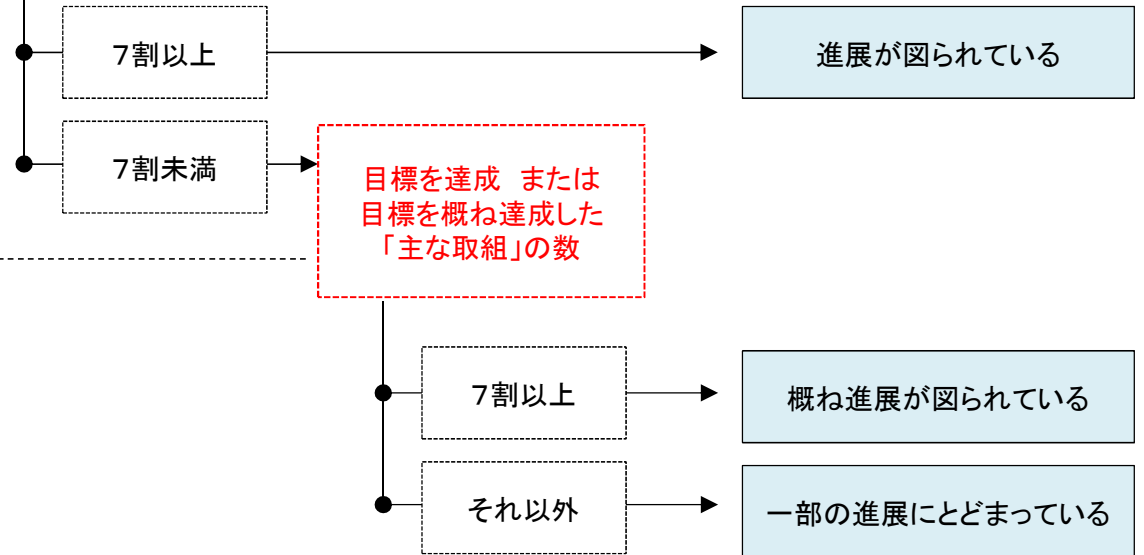 ７割以上
進展が図られている
７割未満
目標を達成　または
目標を概ね達成した
「主な取組」の数
７割以上
概ね進展が図られている
それ以外
一部の進展にとどまっている